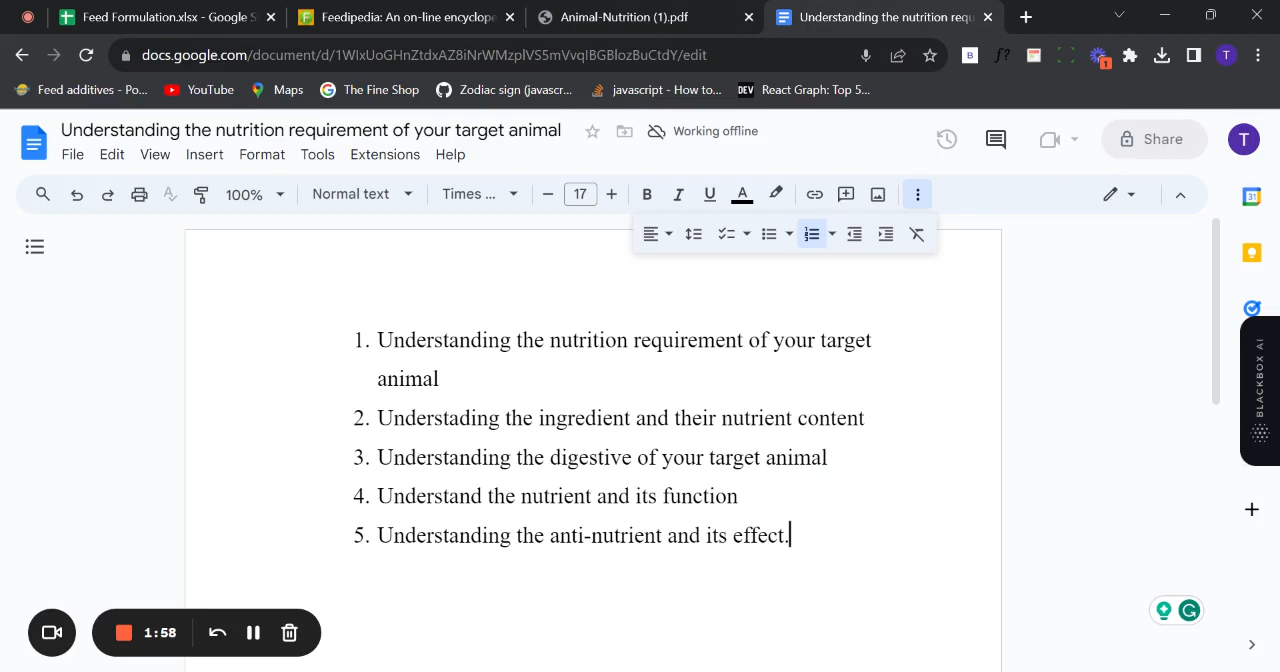 Feed Formulation.xlsx - Google S
Feedipedia: An on-line encyclope
Animal-Nutrition (1).pdf
Understanding the nutrition requ
docs.google.com/document/d/1WIxUoGHnZtdxAZ8iNrWMzplVS5mVvqIBGBlozBuCtdY/edit
B
f?
1
T
Feed additives - Po...
YouTube
Maps
The Fine Shop
Zodiac sign (javascr...
javascript - How to...
DEV React Graph: Top 5...
Understanding the nutrition requirement of your target animal
Working offline
File Edit View Insert Format Tools Extensions Help
Share
T
100%
Normal text
Times ...
17
B I U A
31
1. Understanding the nutrition requirement of your target
animal
2. Understading the ingredient and their nutrient content
3. Understanding the digestive of your target animal
4. Understand the nutrient and its function
5. Understanding the anti-nutrient and its effect.
BLACKBOX AI
1:58